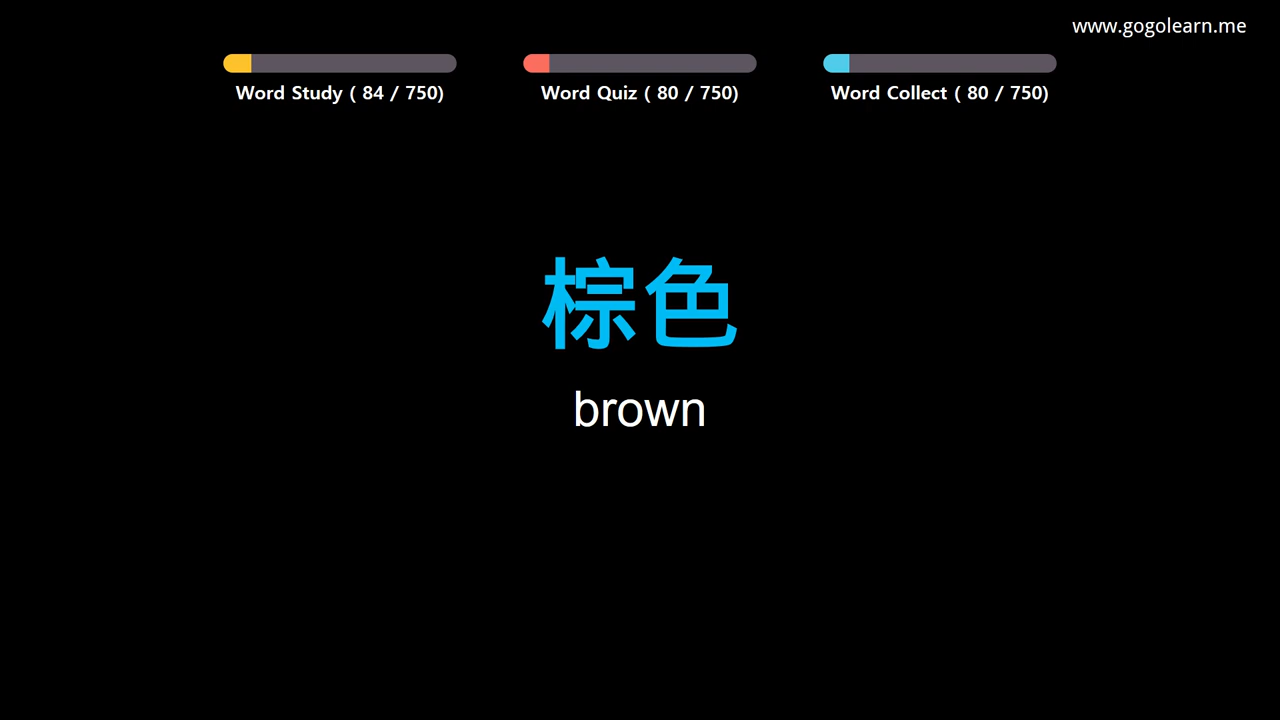 www.gogolearn.me
Word Study ( 84 / 750)
Word Quiz ( 80 / 750)
Word Collect ( 80 / 750)
棕色
brown